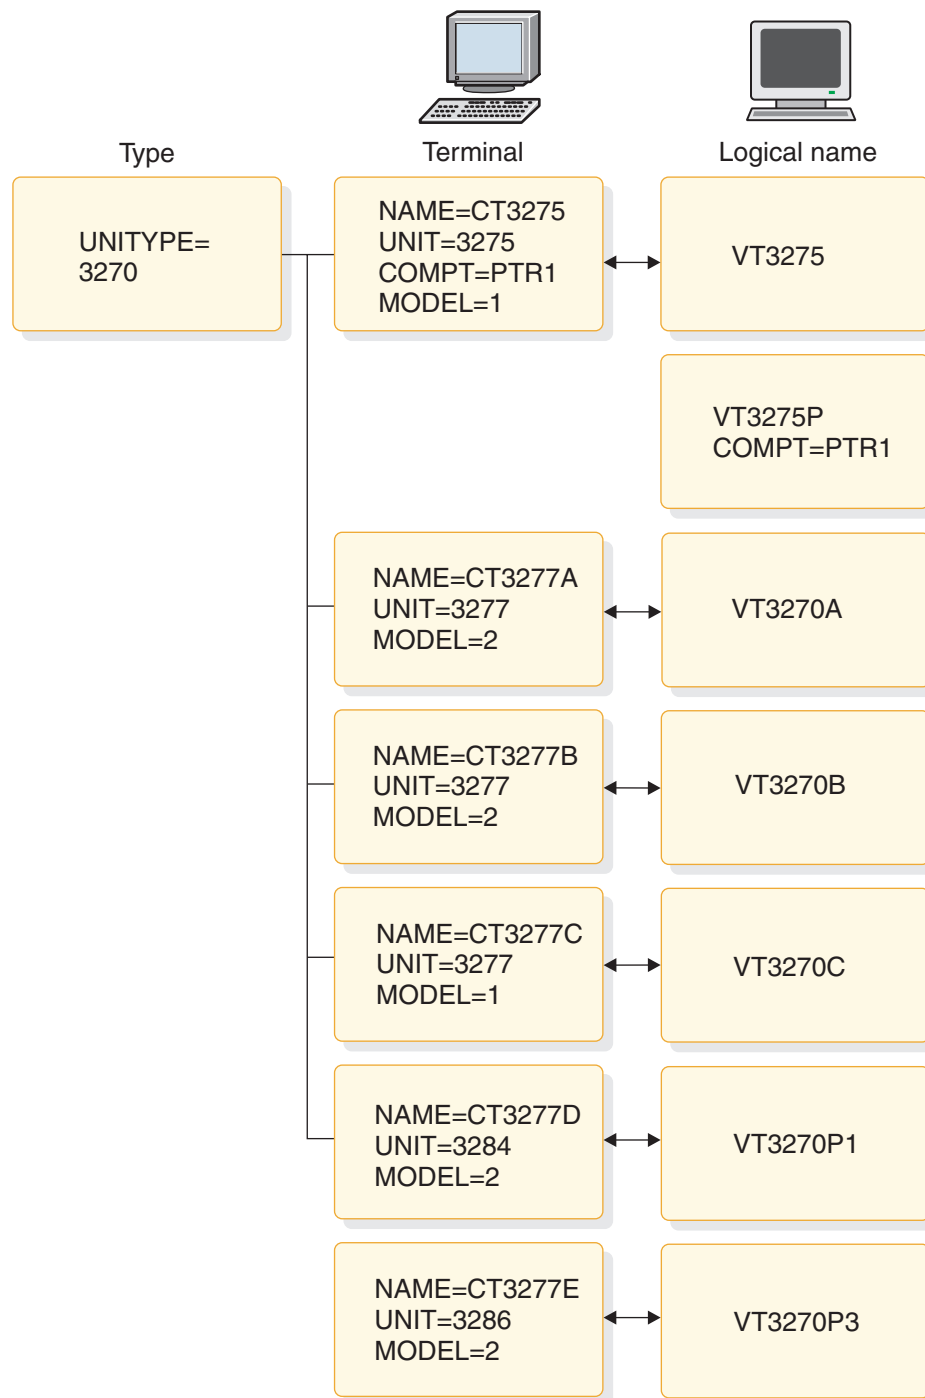 Type
Terminal
Logical name
UNITYPE=
3270
NAME=CT3275
UNIT=3275
COMPT=PTR1
MODEL=1
VT3275
VT3275P
COMPT=PTR1
NAME=CT3277A
UNIT=3277
MODEL=2
VT3270A
NAME=CT3277B
UNIT=3277
MODEL=2
VT3270B
NAME=CT3277C
UNIT=3277
MODEL=1
VT3270C
NAME=CT3277D
UNIT=3284
MODEL=2
VT3270P1
NAME=CT3277E
UNIT=3286
MODEL=2
VT3270P3